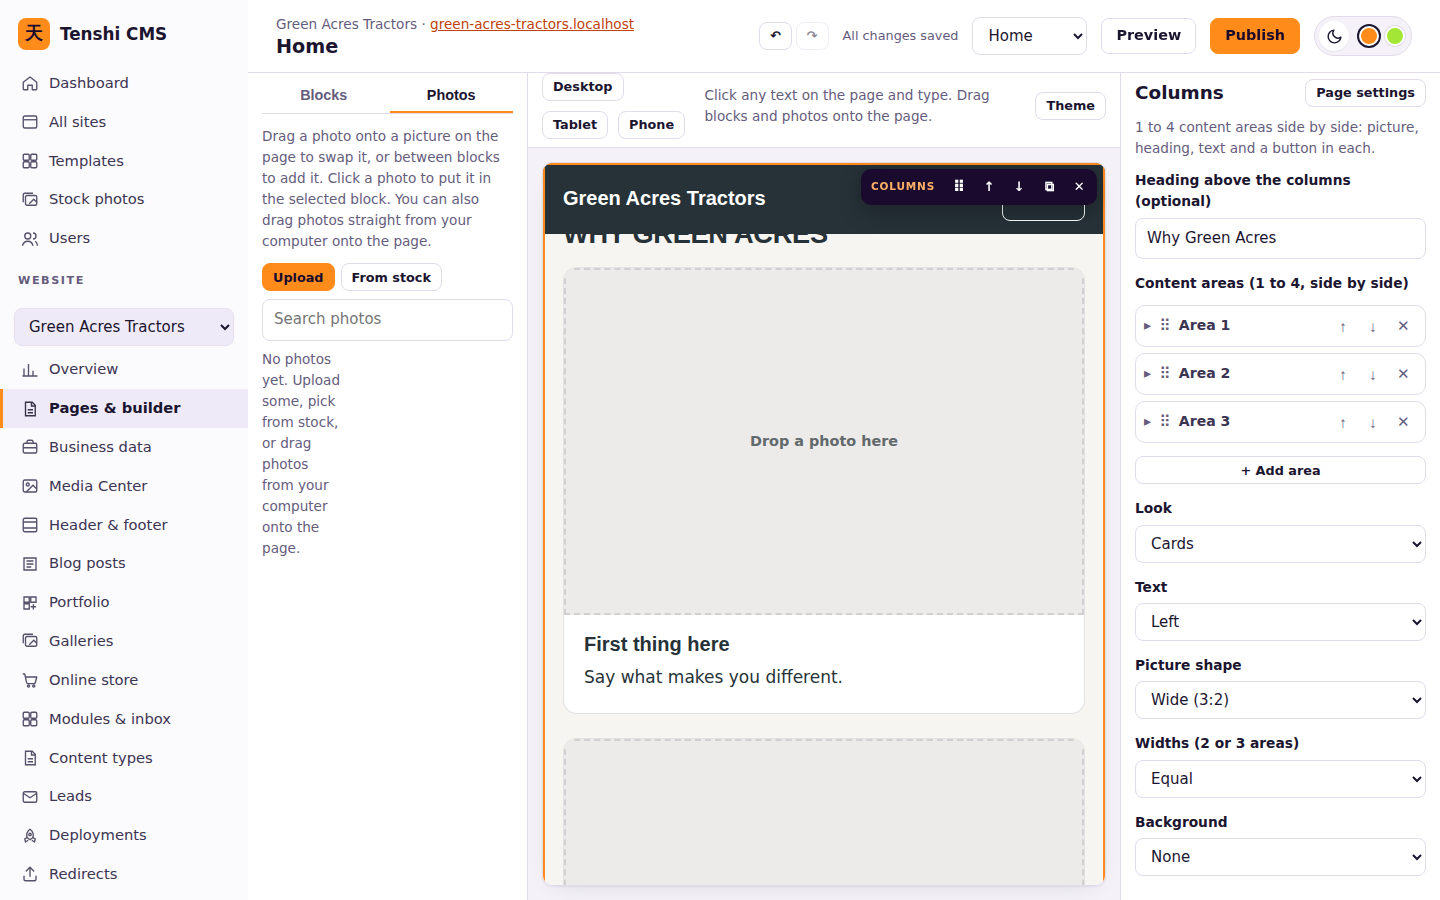 天 Tenshi CMS
Dashboard
All sites
Templates
Stock photos
Users
WEBSITE
Green Acres Tractors
Overview
Pages & builder
Business data
Media Center
Header & footer
Blog posts
Portfolio
Galleries
Online store
Modules & inbox
Content types
Leads
Deployments
Redirects
Green Acres Tractors · green-acres-tractors.localhost
Home
All changes saved
Home
Preview
Publish
Blocks
Photos
Drag a photo onto a picture on the
page to swap it, or between blocks
to add it. Click a photo to put it in
the selected block. You can also
drag photos straight from your
computer onto the page.
Upload
From stock
Search photos
No photos
yet. Upload
some, pick
from stock,
or drag
photos
from your
computer
onto the
page.
Desktop
Tablet
Phone
Click any text on the page and type. Drag
blocks and photos onto the page.
Theme
Green Acres Tractors
COLUMNS
WHY GREEN ACRES
Drop a photo here
First thing here
Say what makes you different.
Columns
Page settings
1 to 4 content areas side by side: picture,
heading, text and a button in each.
Heading above the columns
(optional)
Why Green Acres
Content areas (1 to 4, side by side)
Area 1
Area 2
Area 3
+ Add area
Look
Cards
Text
Left
Picture shape
Wide (3:2)
Widths (2 or 3 areas)
Equal
Background
None